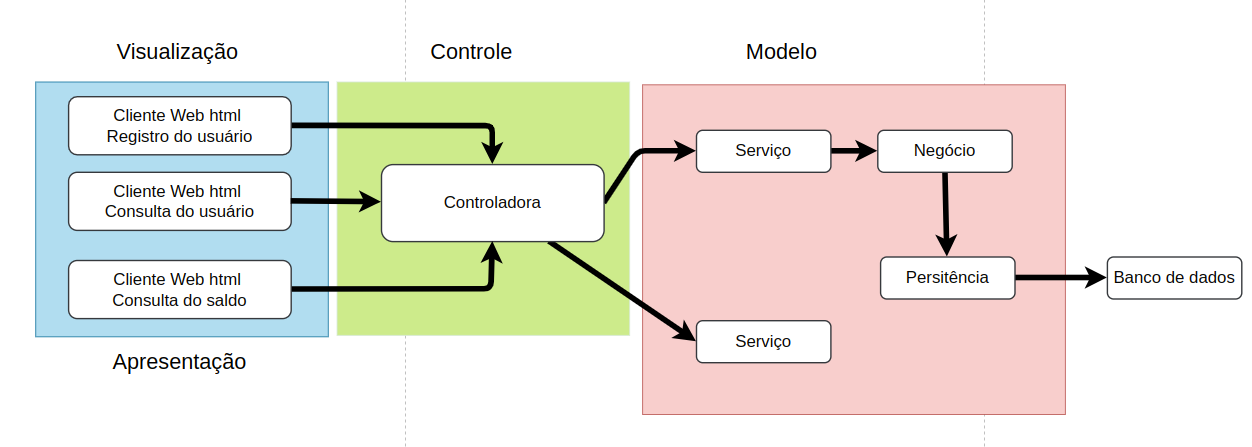 Visualização
Controle
Modelo
Cliente Web html
Registro do usuário
Cliente Web html
Consulta do usuário
Cliente Web html
Consulta do saldo
Apresentação
Controladora
Serviço
Negócio
Persitência
Banco de dados
Serviço